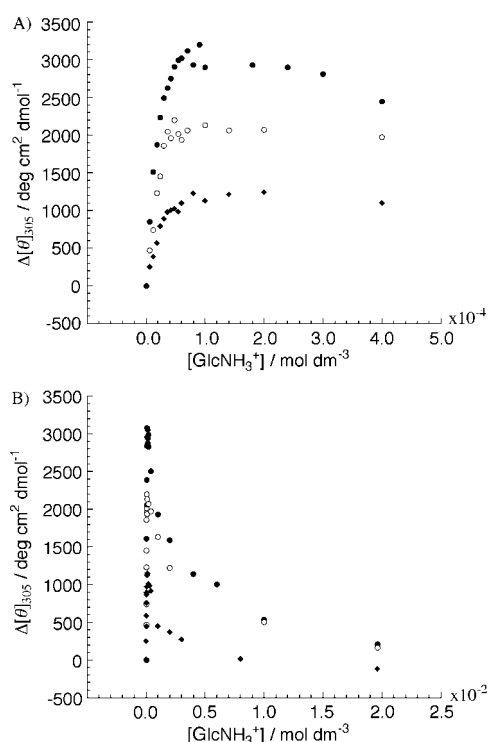 A)
3500
3000
2500
2000
1500
1000
500
0
-500
Δ[θ]305 / deg cm² dmol⁻¹
0.0 1.0 2.0 3.0 4.0 5.0
x10⁻⁴
[GlcNH₃⁺] / mol dm⁻³
B)
3500
3000
2500
2000
1500
1000
500
0
-500
Δ[θ]305 / deg cm² dmol⁻¹
0.0 0.5 1.0 1.5 2.0 2.5
x10⁻²
[GlcNH₃⁺] / mol dm⁻³